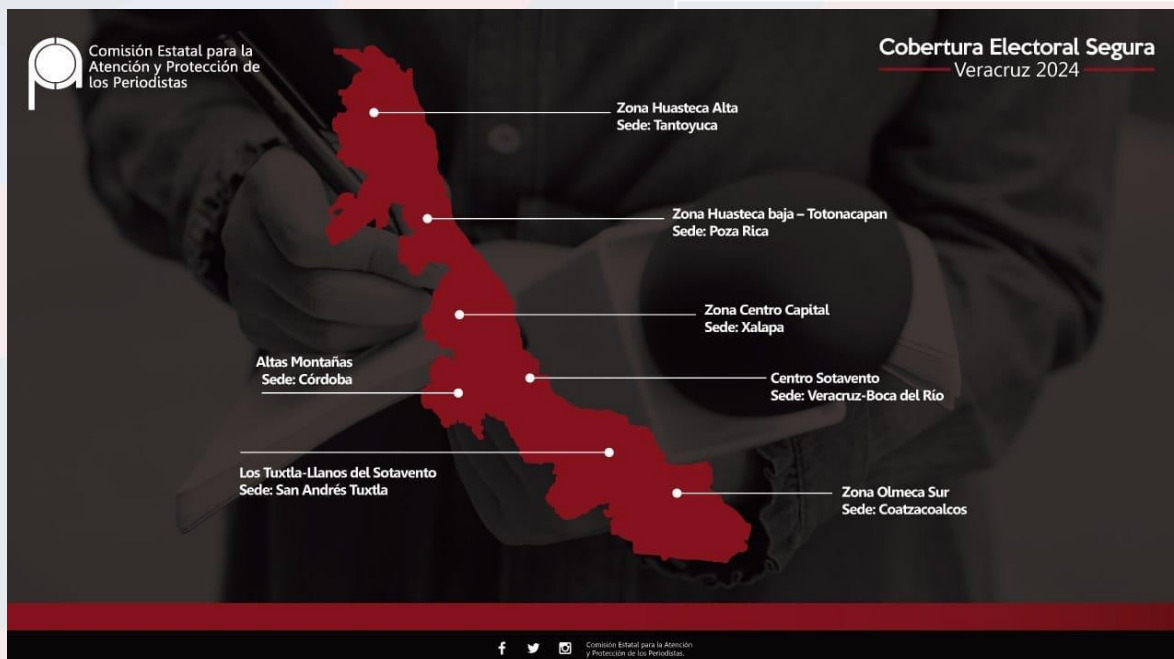 Comisión Estatal para la
Atención y Protección de
los Periodistas
Cobertura Electoral Segura
Veracruz 2024
Zona Huasteca Alta
Sede: Tantoyuca
Zona Huasteca baja – Totonacapan
Sede: Poza Rica
Zona Centro Capital
Sede: Xalapa
Altas Montañas
Sede: Córdoba
Centro Sotavento
Sede: Veracruz-Boca del Río
Los Tuxtla-Llanos del Sotavento
Sede: San Andrés Tuxtla
Zona Olmeca Sur
Sede: Coatzacoalcos
Comisión Estatal para la Atención
y Protección de los Periodistas.